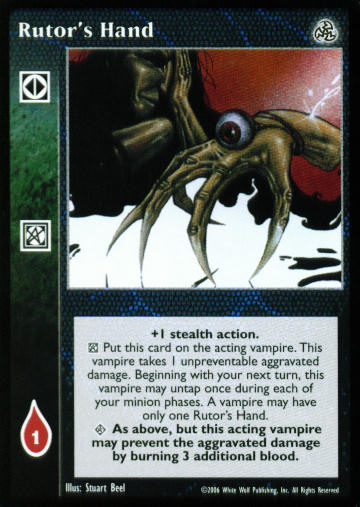 Rutor's Hand
+1 stealth action.
Put this card on the acting vampire. This
vampire takes 1 unpreventable aggravated
damage. Beginning with your next turn, this
vampire may untap once during each of
your minion phases. A vampire may have
only one Rutor's Hand.
As above, but this acting vampire
may prevent the aggravated damage
by burning 3 additional blood.
1
Illus: Stuart Beel
©2006 White Wolf Publishing, Inc. All Rights Reserved.